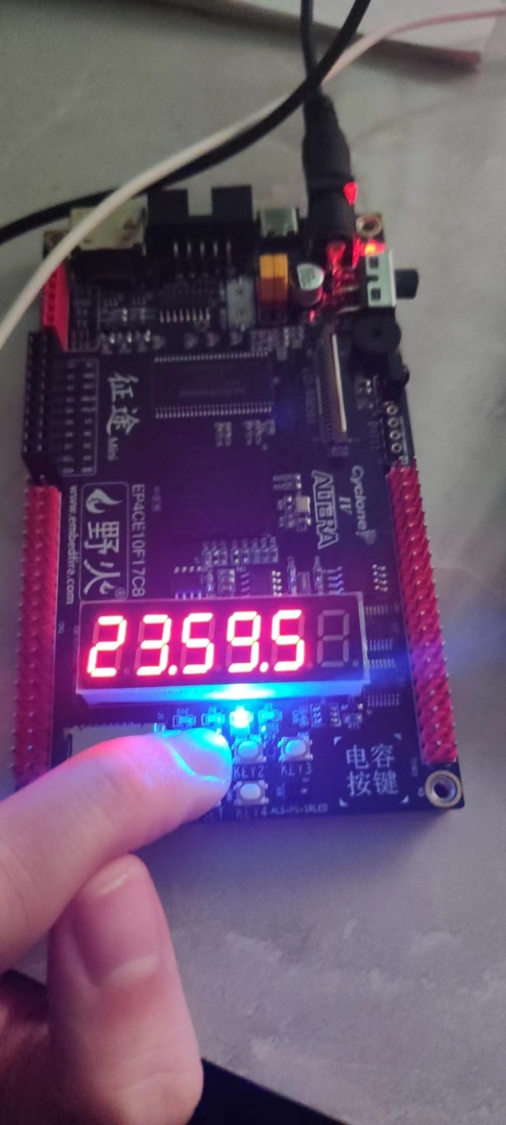 征途 Mini
野火®
www.embedfire.com
EP4CE10F17C8
Cyclone
IV
ALTERA
23.59.5
KEY2
KEY3
KEY4
电容
按键